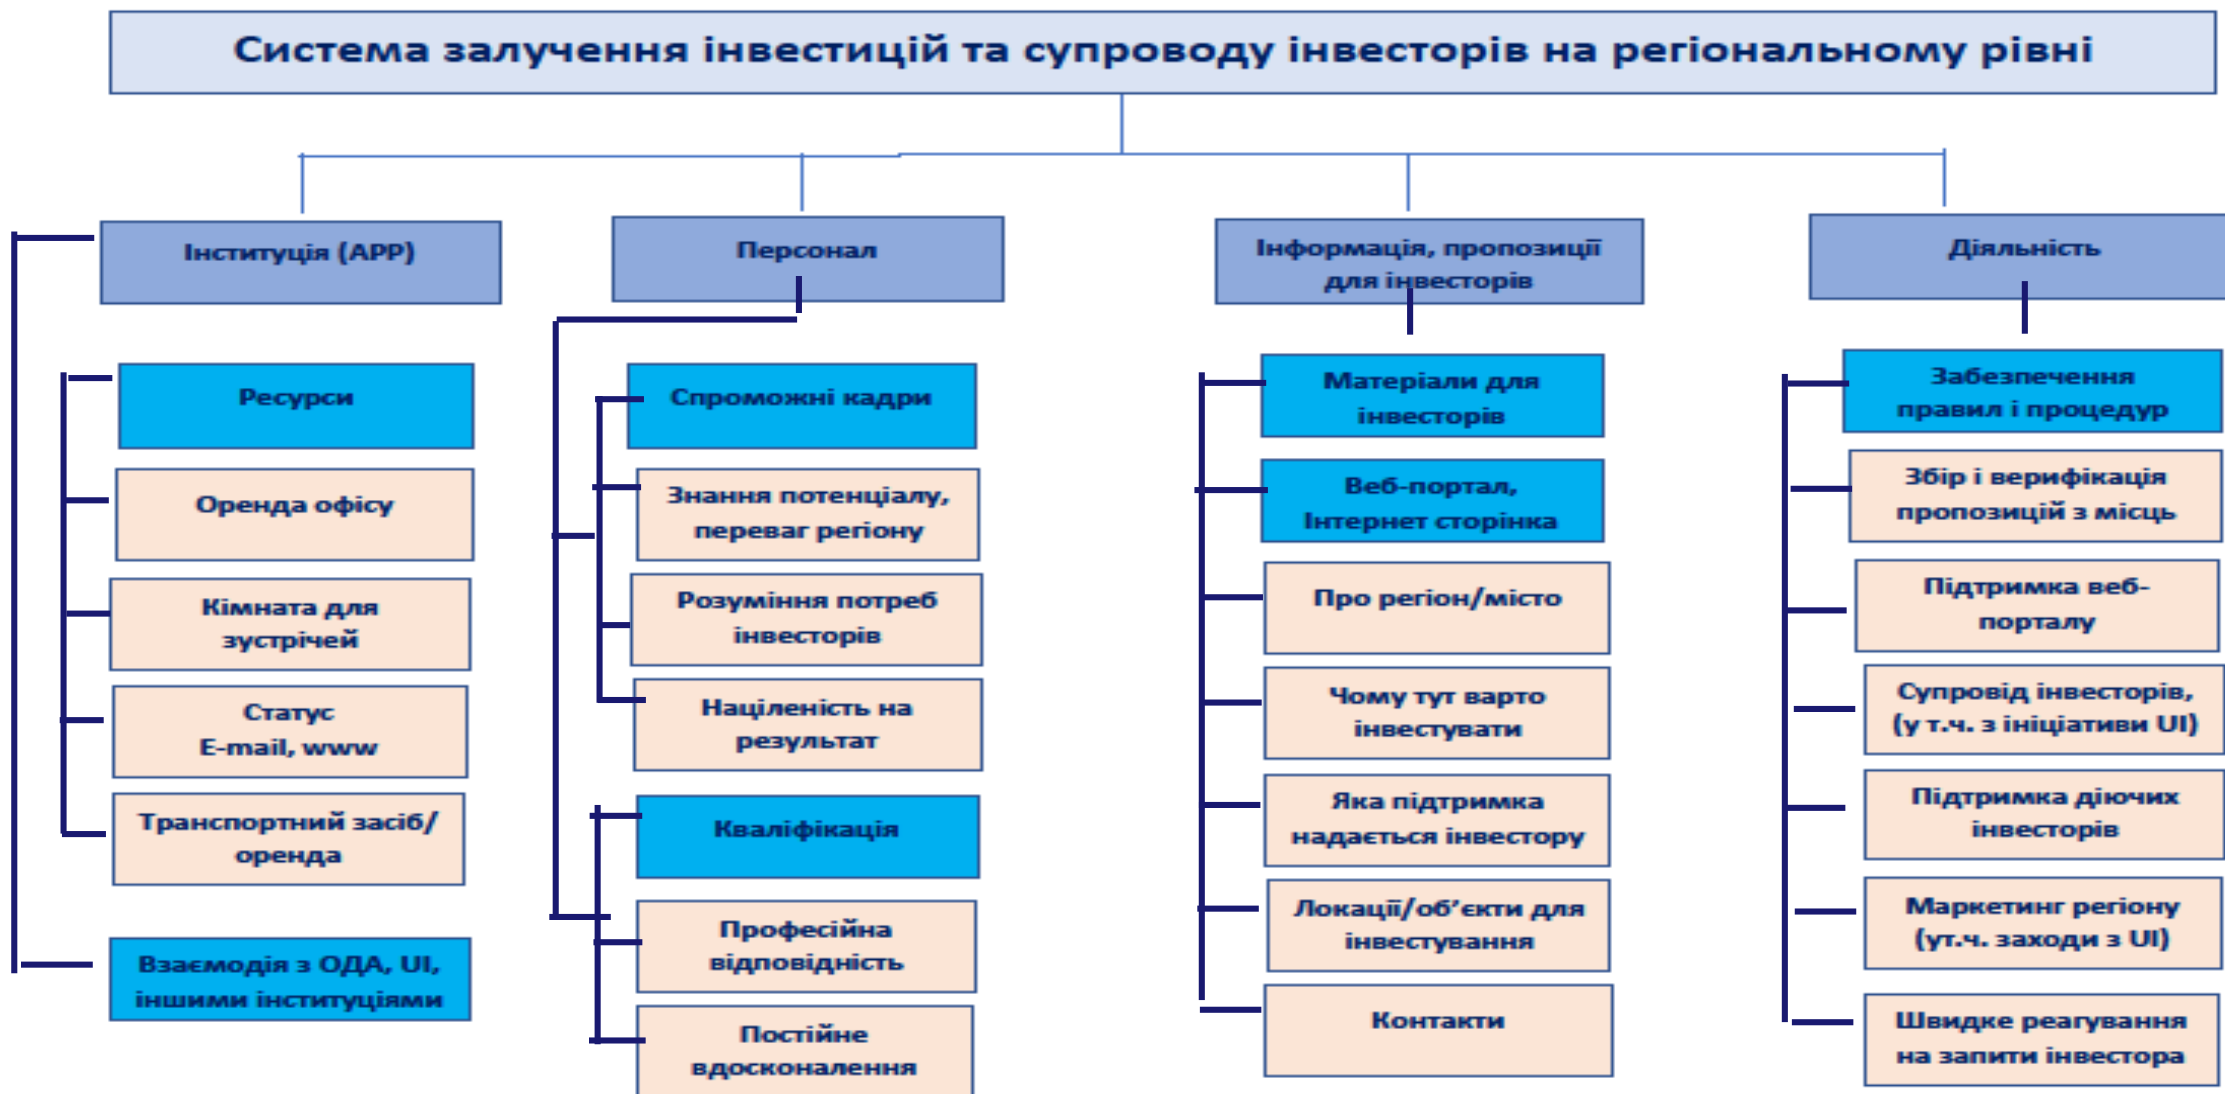 Система залучення інвестицій та супроводу інвесторів на регіональному рівні
Інституція (АРР)
Ресурси
Оренда офісу
Кімната для
зустрічей
Статус
E-mail, www
Транспортний засіб/
оренда
Взаємодія з ОДА, UI,
іншими інституціями
Персонал
Спроможні кадри
Знання потенціалу,
переваг регіону
Розуміння потреб
інвесторів
Націленість на
результат
Кваліфікація
Професійна
відповідність
Постійне
вдосконалення
Інформація, пропозиції
для інвесторів
Матеріали для
інвесторів
Веб-портал,
Інтернет сторінка
Про регіон/місто
Чому тут варто
інвестувати
Яка підтримка
надається інвестору
Локації/об’єкти для
інвестування
Контакти
Діяльність
Забезпечення
правил і процедур
Збір і верифікація
пропозицій з місць
Підтримка веб-
порталу
Супровід інвесторів,
(у т.ч. з ініціативи UI)
Підтримка діючих
інвесторів
Маркетинг регіону
(ут.ч. заходи з UI)
Швидке реагування
на запити інвестора